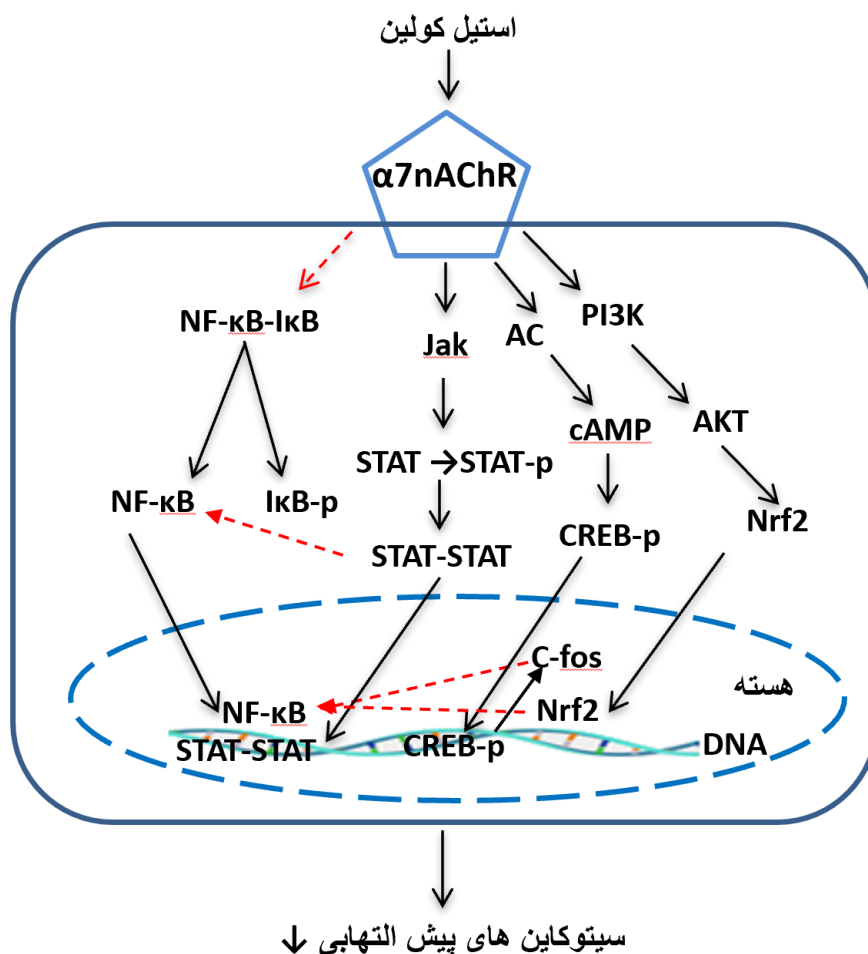 استیل کولین
α7nAChR
NF-κB-IκB
Jak
AC
PI3K
cAMP
AKT
STAT →STAT-p
NF-κB
IκB-p
CREB-p
Nrf2
STAT-STAT
C-fos
هسته
NF-κB
Nrf2
STAT-STAT
CREB-p
DNA
سیتوکاین های پیش التهابی ↓